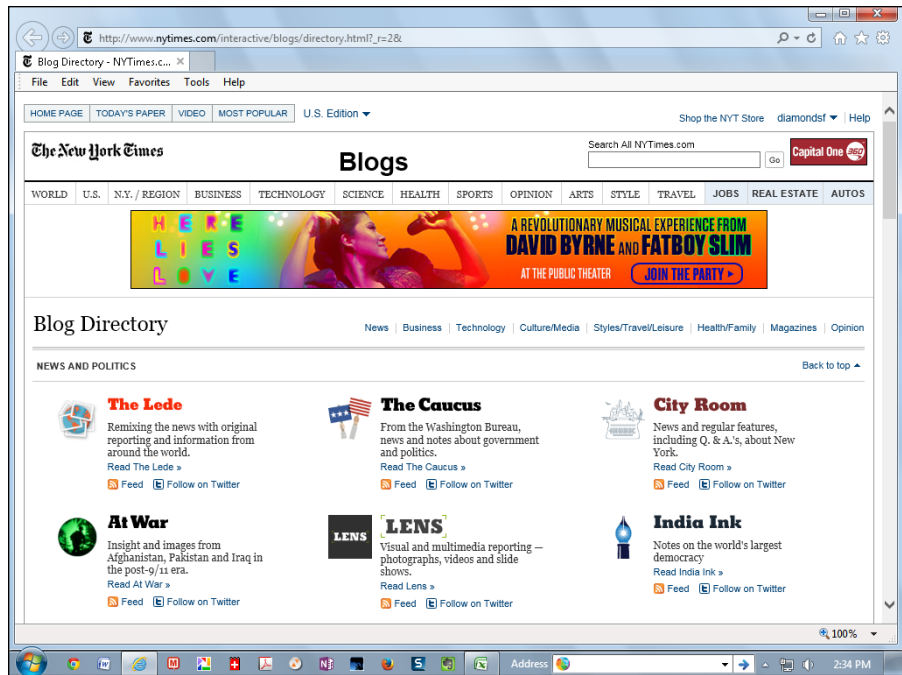 http://www.nytimes.com/interactive/blogs/directory.html?_r=2&
Blog Directory - NYTimes.c...
File Edit View Favorites Tools Help
HOME PAGE TODAY'S PAPER VIDEO MOST POPULAR U.S. Edition
Shop the NYT Store diamondsf Help
The New York Times
Blogs
Search All NYTimes.com
Go
Capital One 360
WORLD U.S. N.Y. / REGION BUSINESS TECHNOLOGY SCIENCE HEALTH SPORTS OPINION ARTS STYLE TRAVEL JOBS REAL ESTATE AUTOS
HERE
LIES
LOVE
A REVOLUTIONARY MUSICAL EXPERIENCE FROM
DAVID BYRNE AND FATBOY SLIM
AT THE PUBLIC THEATER JOIN THE PARTY
Blog Directory
News Business Technology Culture/Media Styles/Travel/Leisure Health/Family Magazines Opinion
NEWS AND POLITICS
Back to top
The Lede
Remixing the news with original
reporting and information from
around the world.
Read The Lede »
Feed Follow on Twitter
The Caucus
From the Washington Bureau,
news and notes about government
and politics.
Read The Caucus »
Feed Follow on Twitter
City Room
News and regular features,
including Q. & A.'s, about New
York.
Read City Room »
Feed Follow on Twitter
At War
Insight and images from
Afghanistan, Pakistan and Iraq in
the post-9/11 era.
Read At War »
Feed Follow on Twitter
LENS
LENS
Visual and multimedia reporting —
photographs, videos and slide
shows.
Read Lens »
Feed Follow on Twitter
India Ink
Notes on the world's largest
democracy
Read India Ink »
Feed Follow on Twitter
100%
Address
2:34 PM